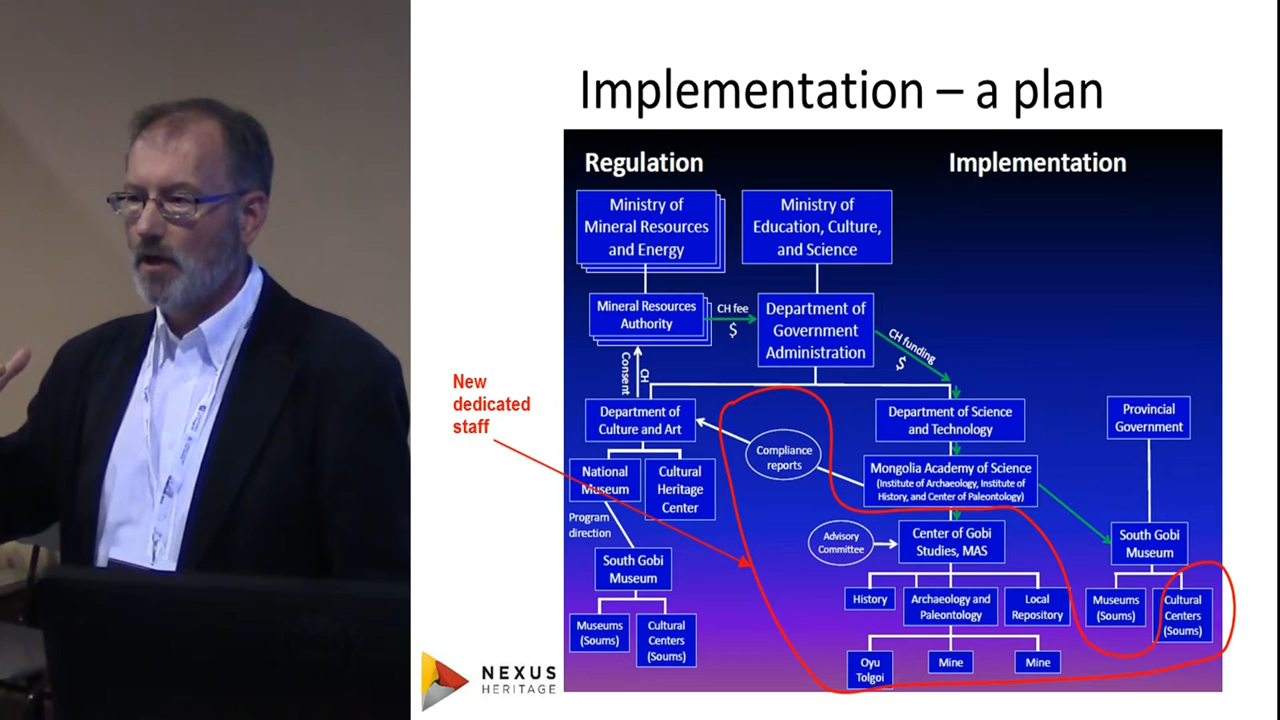 Implementation – a plan
Regulation
Implementation
Ministry of
Mineral Resources
and Energy
Ministry of
Education, Culture,
and Science
Mineral Resources
Authority
CH fee
$
Department of
Government
Administration
CH funding
$
CH
Consent
New
dedicated
staff
Department of
Culture and Art
Compliance
reports
Department of Science
and Technology
Provincial
Government
National
Museum
Cultural
Heritage
Center
Mongolia Academy of Science
(Institute of Archaeology, Institute of
History, and Center of Paleontology)
Program
direction
Advisory
Committee
Center of Gobi
Studies, MAS
South Gobi
Museum
South Gobi
Museum
History
Archaeology and
Paleontology
Local
Repository
Museums
(Soums)
Cultural
Centers
(Soums)
Museums
(Soums)
Cultural
Centers
(Soums)
Oyu
Tolgoi
Mine
Mine
NEXUS
HERITAGE